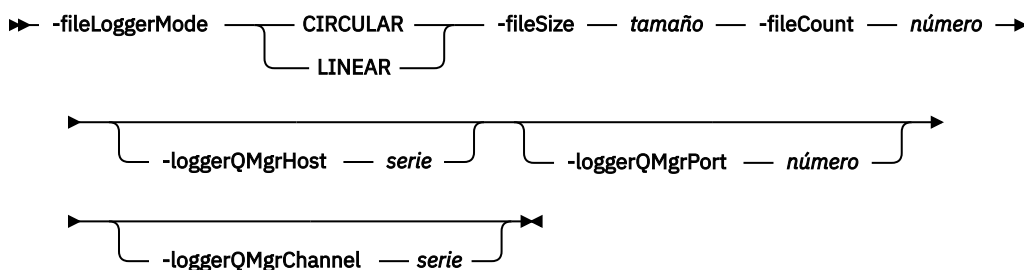 -fileLoggerMode CIRCULAR -fileSize tamaño -fileCount número
LINEAR
-loggerQMgrHost serie -loggerQMgrPort número
-loggerQMgrChannel serie